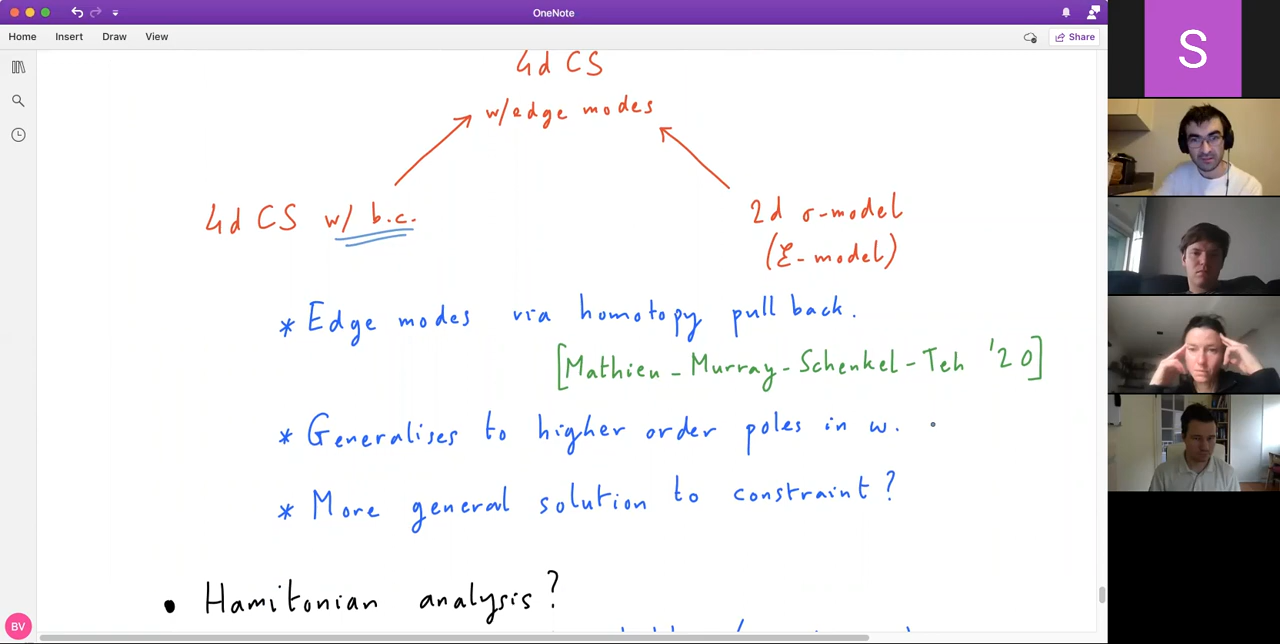 OneNote
Home Insert Draw View
Share
4d CS
w/edge modes
4d CS w/ b.c.
2d σ-model
(ℰ-model)
* Edge modes via homotopy pull back.
[Mathieu-Murray-Schenkel-Teh '20]
* Generalises to higher order poles in ω.
* More general solution to constraint?
• Hamitonian analysis?
BV
S